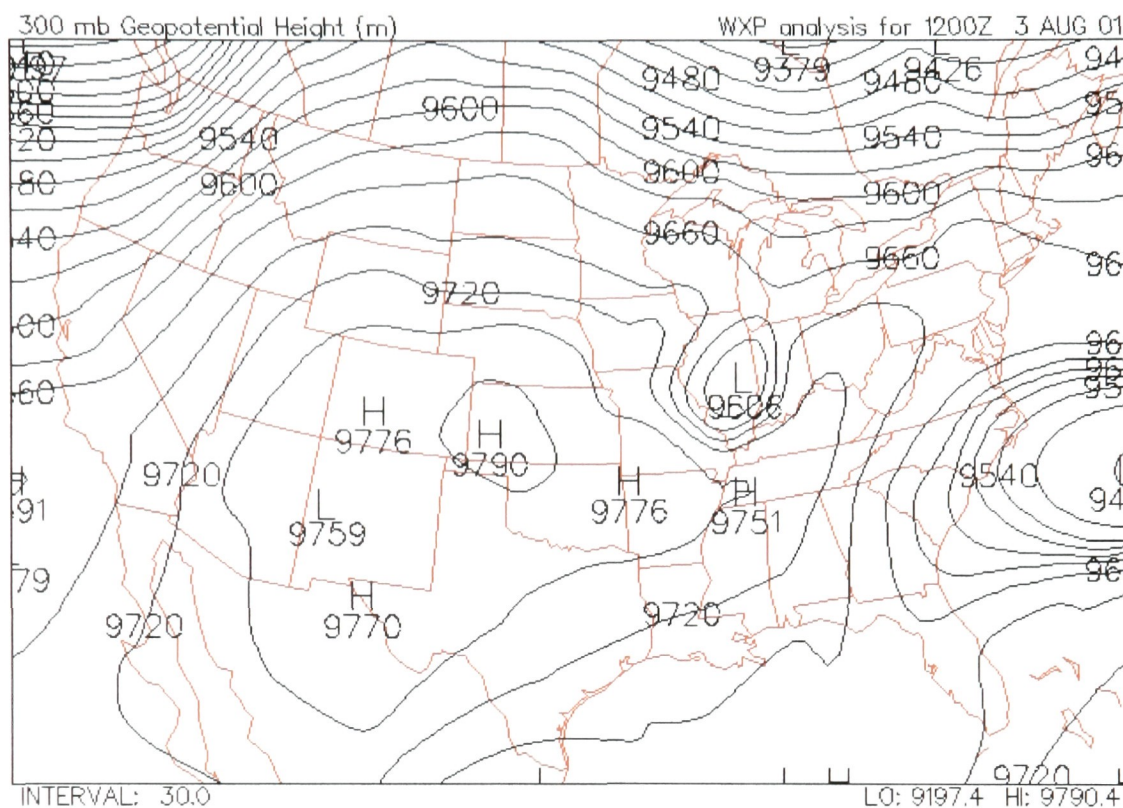 300 mb Geopotential Height (m) WXP analysis for 1200Z 3 AUG 01
L L
9379 9426
9480 9480
9600
9540 9540 9540
9600 9600 9600
9660 9660
9720
L
9606
H H
9776 9790
9720 H H 9540
9776 9751
L
9759
H
9770
9720 9720
9720
INTERVAL: 30.0 LO: 9197.4 HI: 9790.4